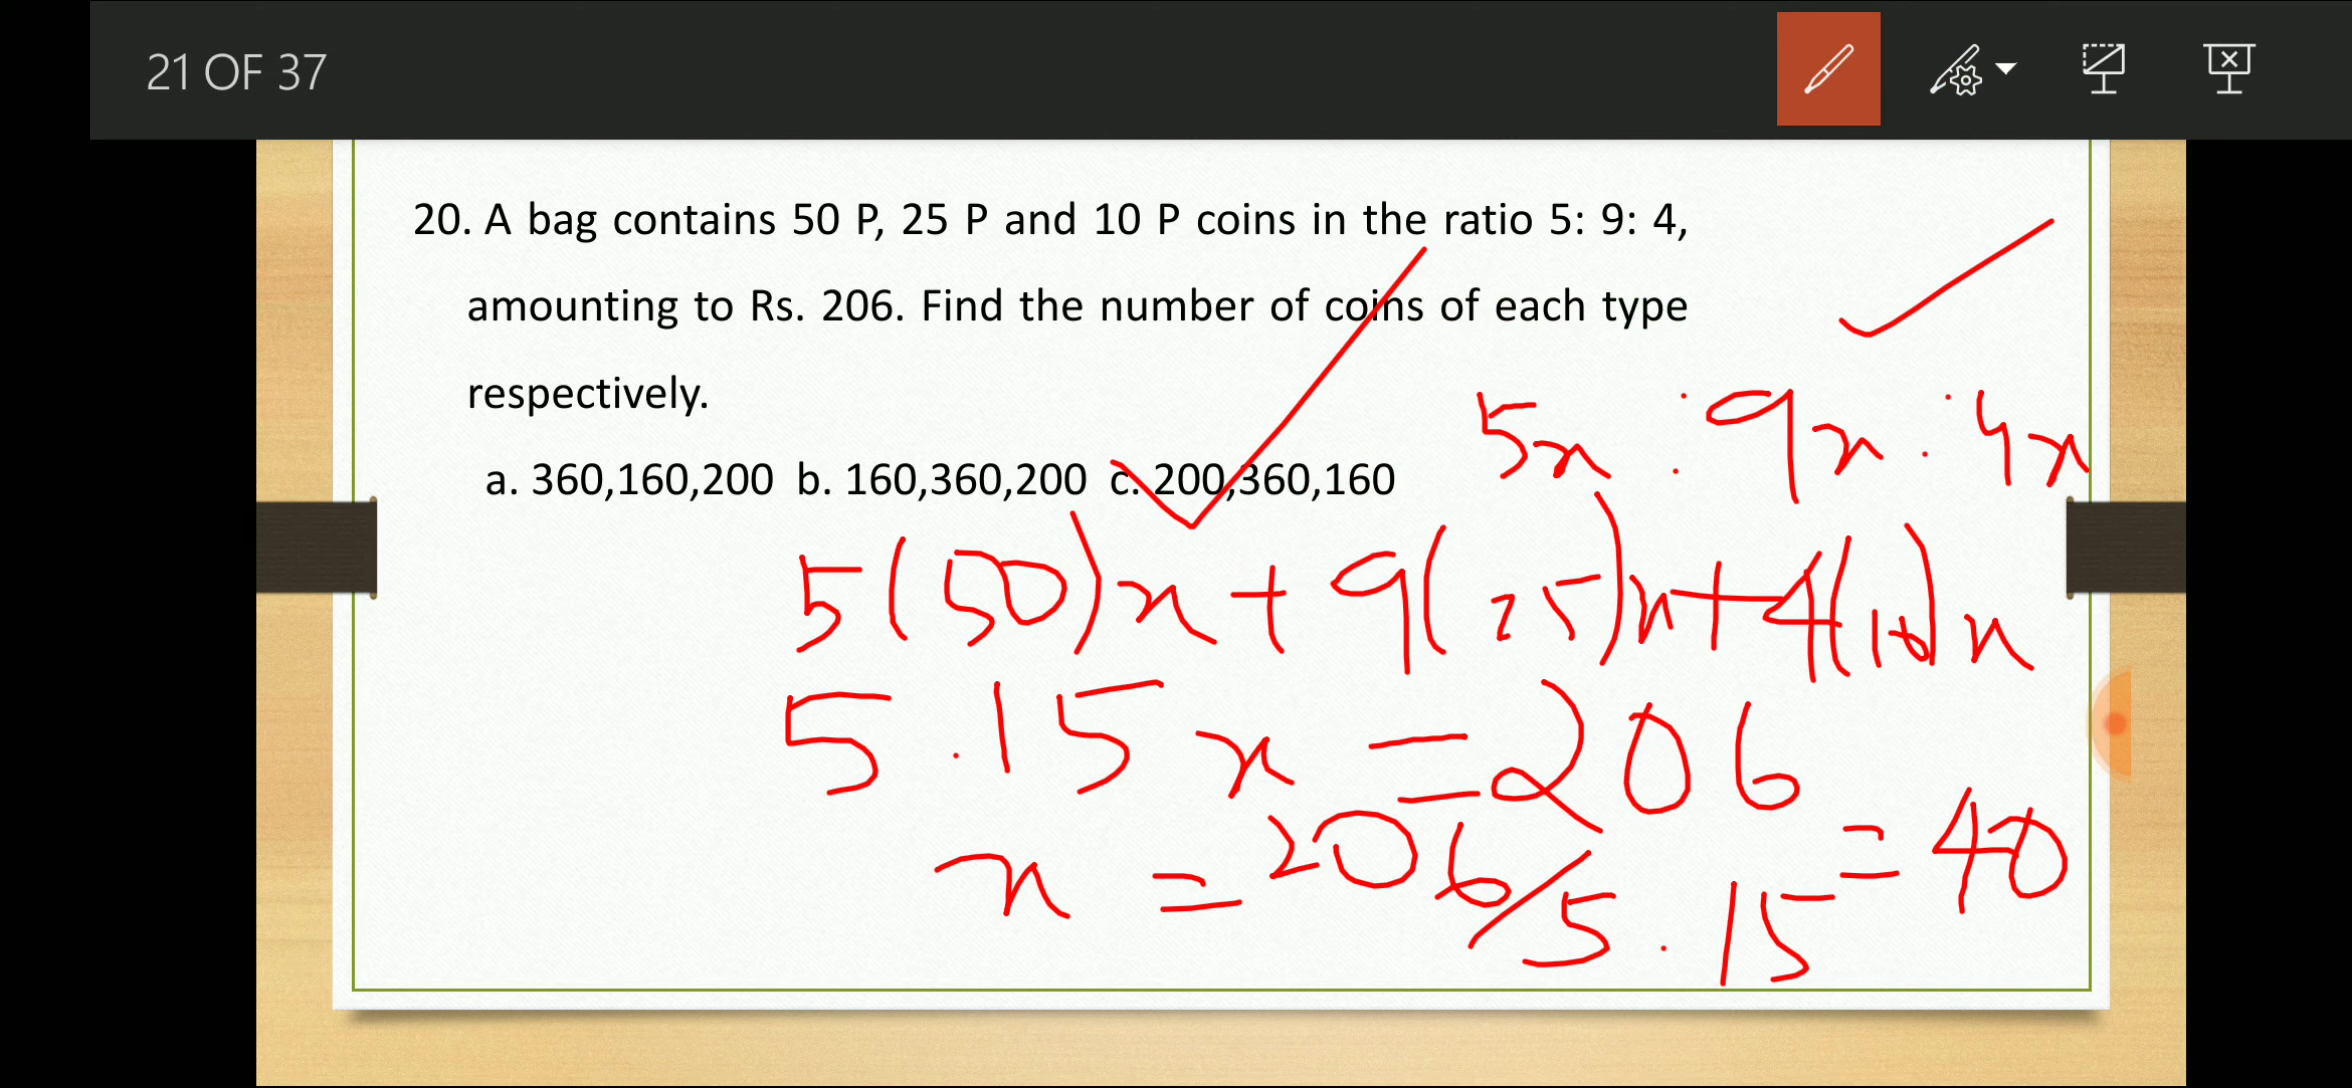 21 OF 37
20. A bag contains 50 P, 25 P and 10 P coins in the ratio 5: 9: 4,
amounting to Rs. 206. Find the number of coins of each type
respectively.
a. 360,160,200 b. 160,360,200 c. 200,360,160
5x : 9x : 4x
5(50)x + 9(25)x + 4(10)x
5.15x = 206
x = 206/5.15 = 40